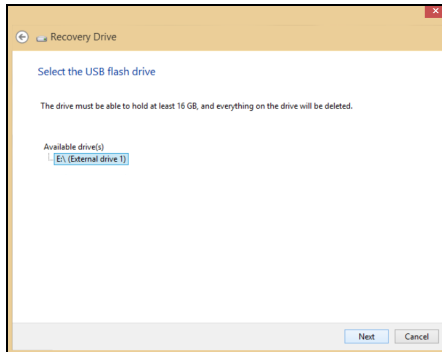 Recovery Drive
Select the USB flash drive
The drive must be able to hold at least 16 GB, and everything on the drive will be deleted.
Available drive(s)
E:\ (External drive 1)
Next Cancel